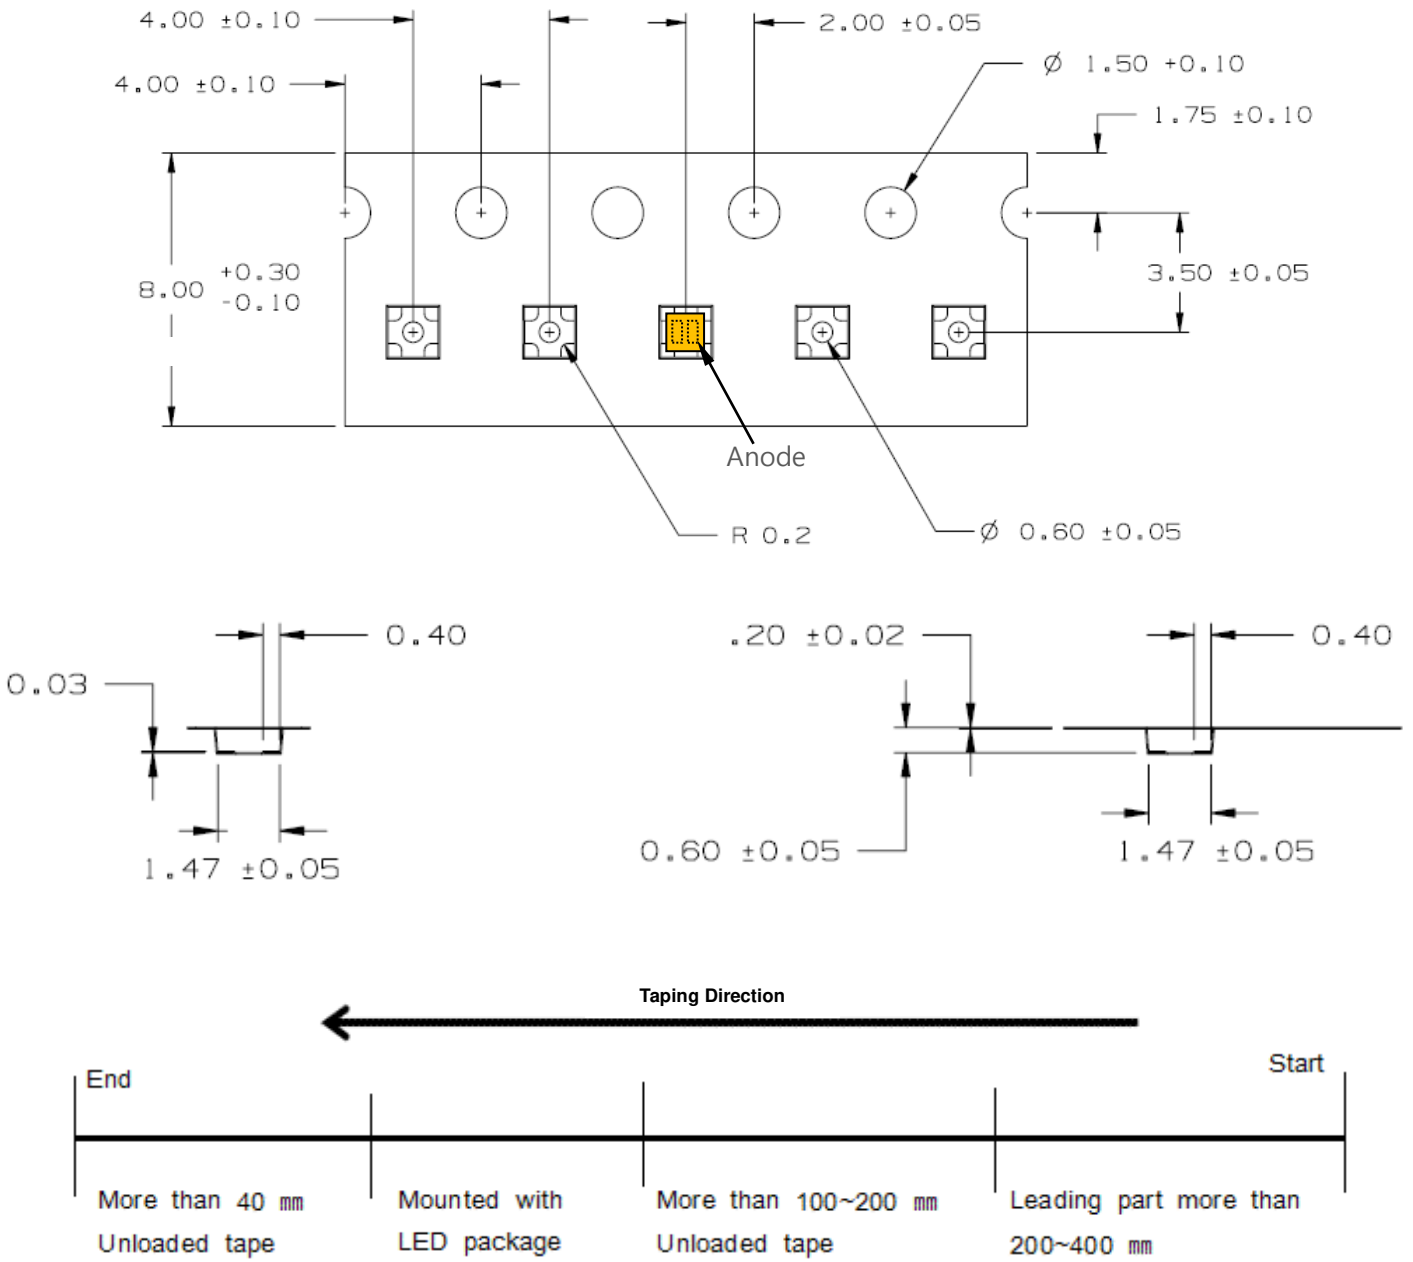 4.00 ±0.10
2.00 ±0.05
4.00 ±0.10
Ø 1.50 +0.10
1.75 ±0.10
8.00 +0.30
-0.10
3.50 ±0.05
Anode
R 0.2
Ø 0.60 ±0.05
0.40
.20 ±0.02
0.40
0.03
0.60 ±0.05
1.47 ±0.05
1.47 ±0.05
Taping Direction
End
Start
More than 40 ㎜
Unloaded tape
Mounted with
LED package
More than 100~200 ㎜
Unloaded tape
Leading part more than
200~400 ㎜